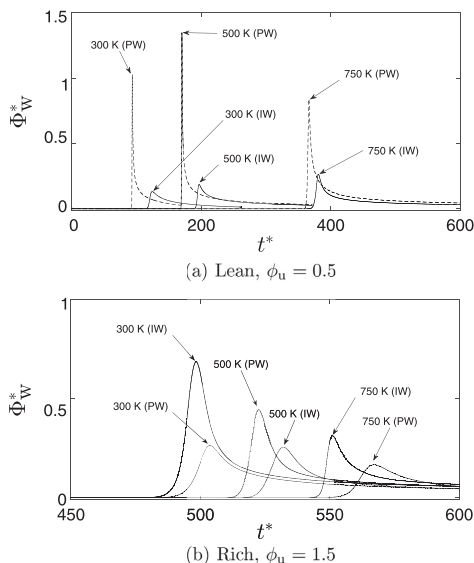 1.5
500 K (PW)
300 K (PW)
1
750 K (PW)
Φ*W
300 K (IW)
0.5
750 K (IW)
500 K (IW)
0
0 200 400 600
t*
(a) Lean, ϕu = 0.5
1
300 K (IW)
500 K (PW)
750 K (IW)
Φ*W
300 K (PW)
500 K (IW)
750 K (PW)
0.5
0
450 500 550 600
t*
(b) Rich, ϕu = 1.5